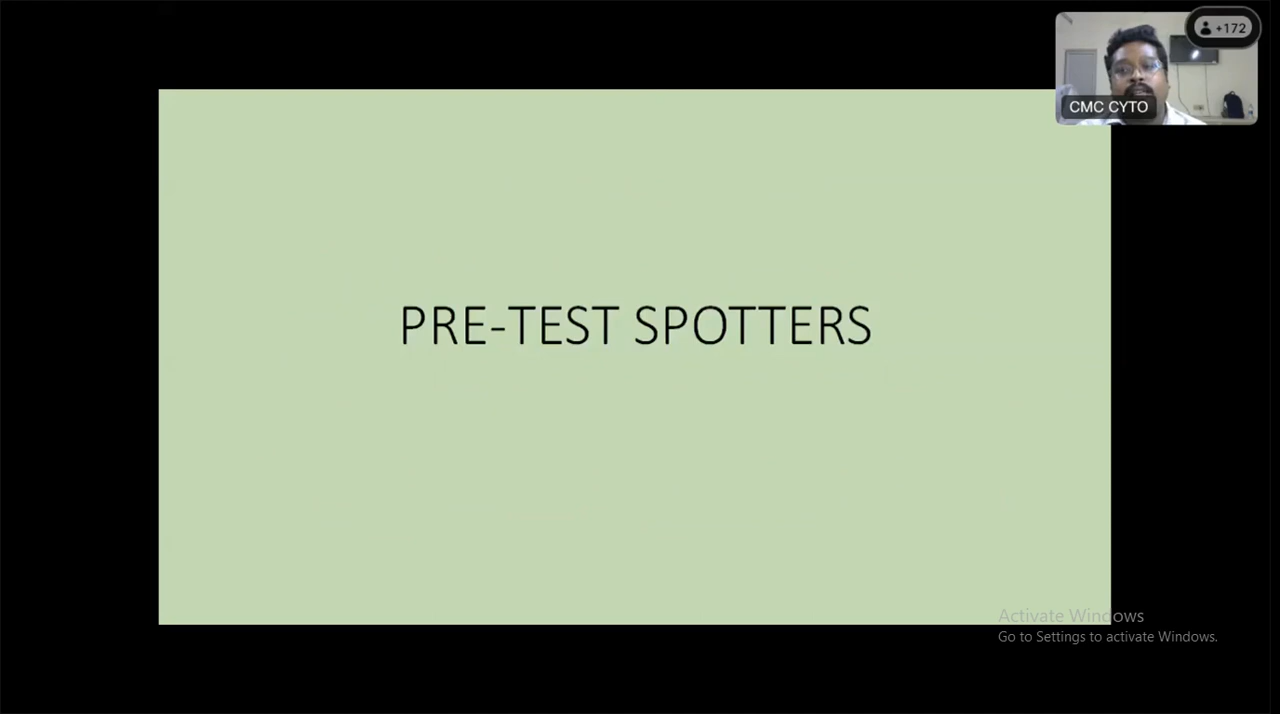 +172
CMC CYTO
PRE-TEST SPOTTERS
Activate Windows
Go to Settings to activate Windows.